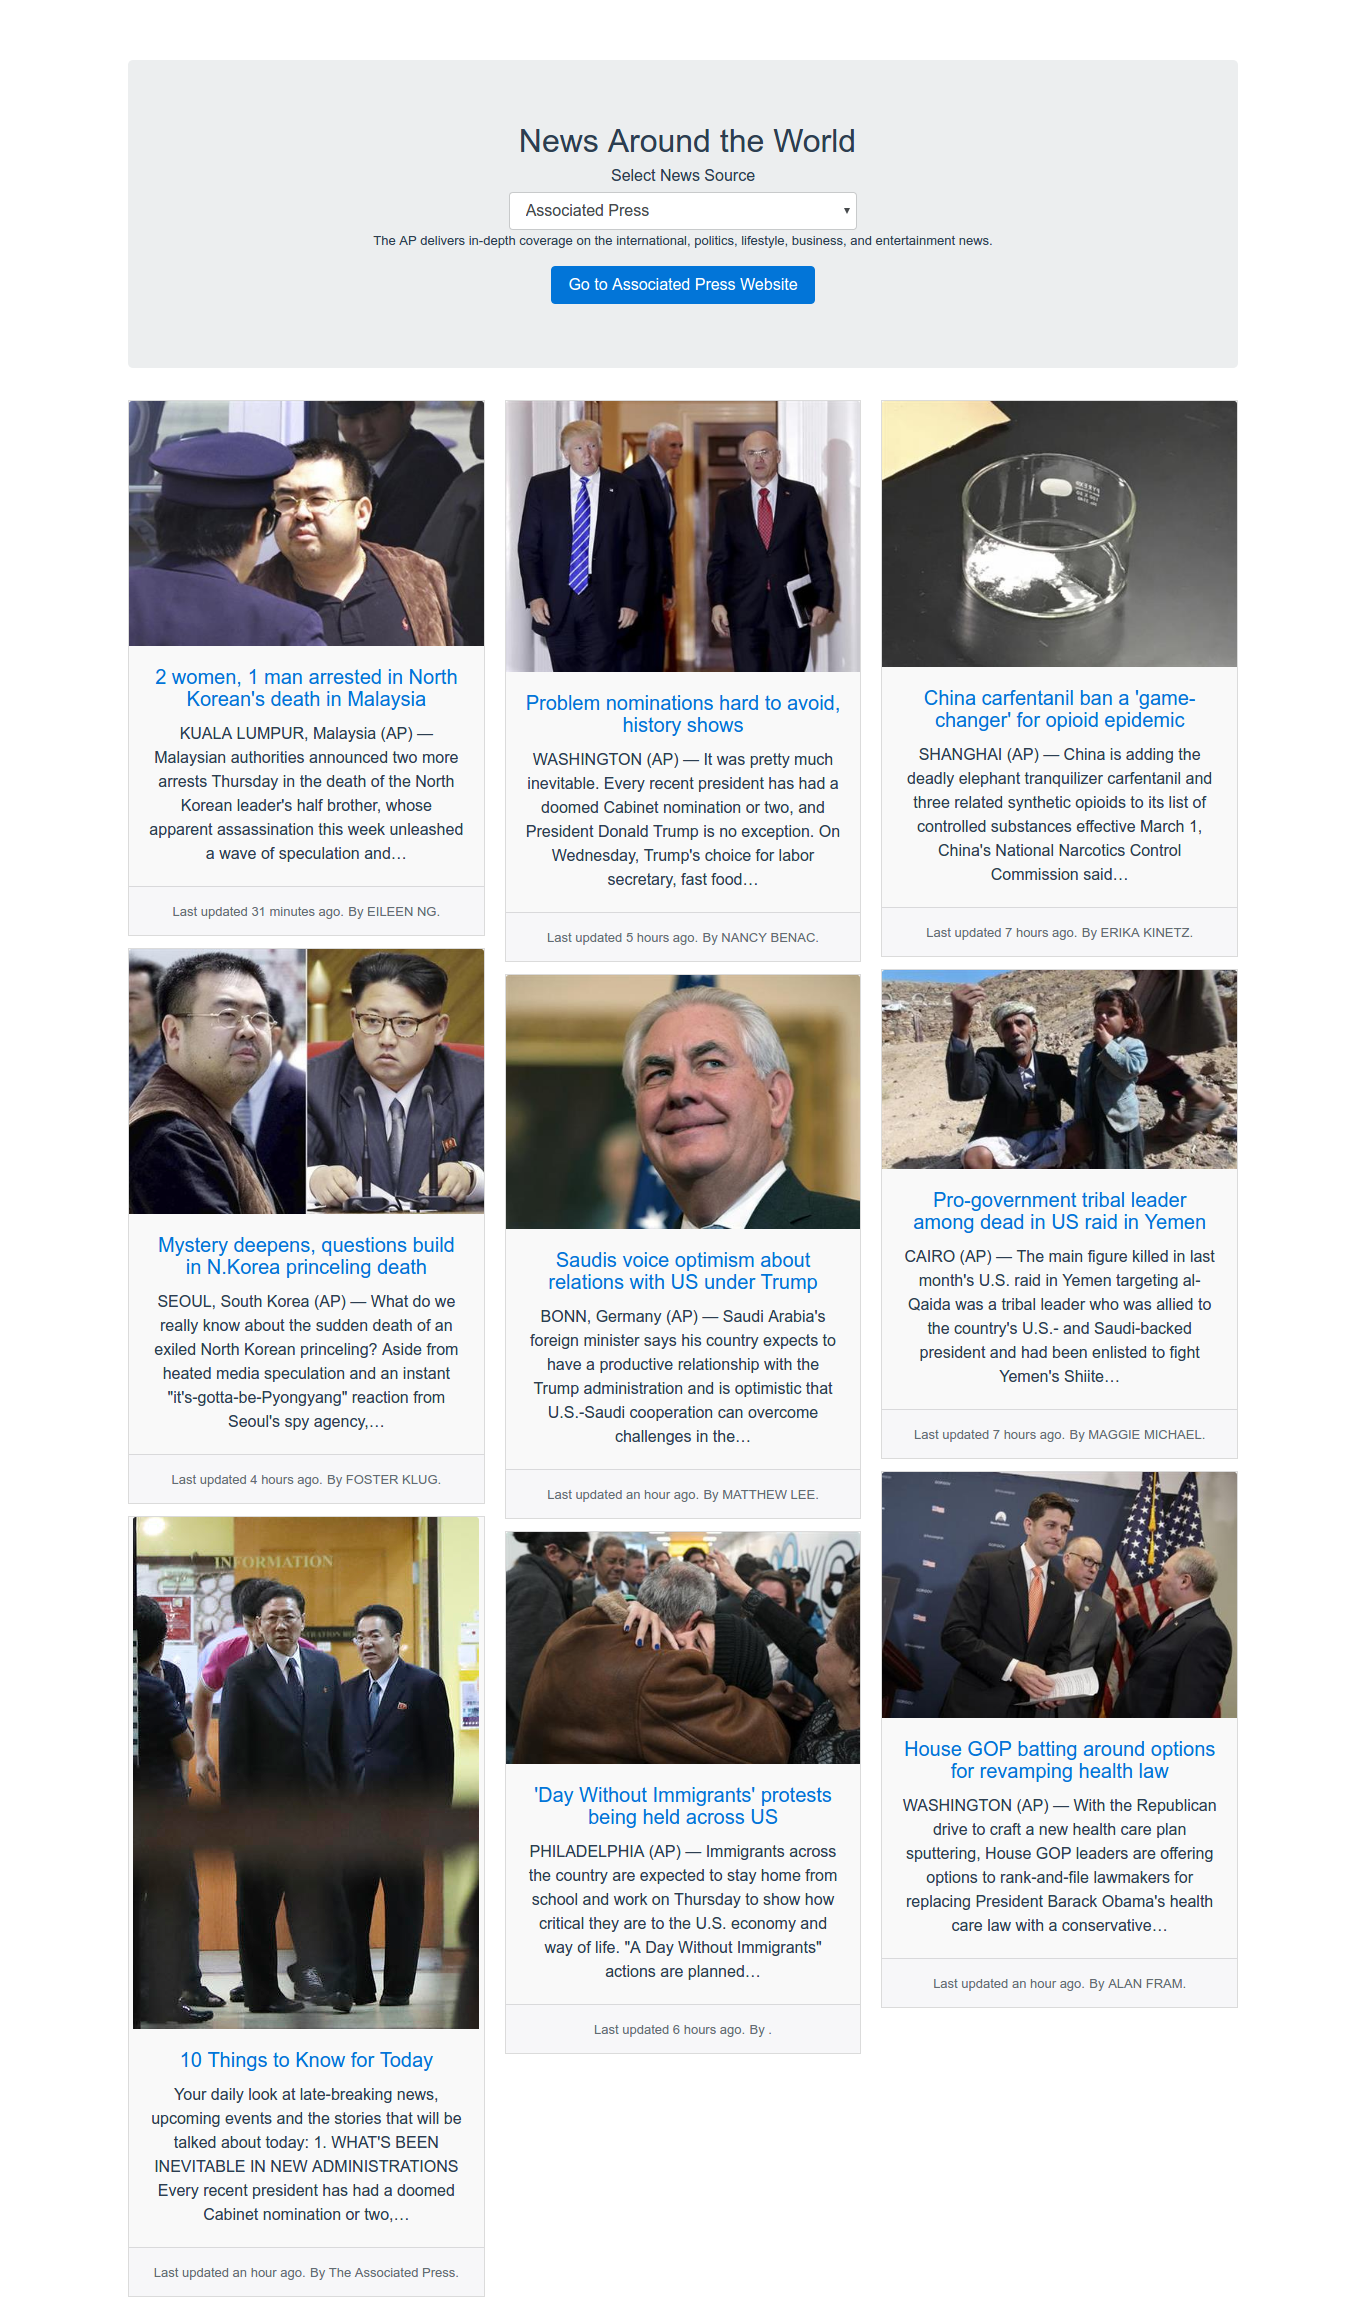 News Around the World
Select News Source
Associated Press
The AP delivers in-depth coverage on the international, politics, lifestyle, business, and entertainment news.
Go to Associated Press Website
2 women, 1 man arrested in North
Korean's death in Malaysia
KUALA LUMPUR, Malaysia (AP) —
Malaysian authorities announced two more
arrests Thursday in the death of the North
Korean leader's half brother, whose
apparent assassination this week unleashed
a wave of speculation and…
Last updated 31 minutes ago. By EILEEN NG.
Mystery deepens, questions build
in N.Korea princeling death
SEOUL, South Korea (AP) — What do we
really know about the sudden death of an
exiled North Korean princeling? Aside from
heated media speculation and an instant
"it's-gotta-be-Pyongyang" reaction from
Seoul's spy agency,…
Last updated 4 hours ago. By FOSTER KLUG.
INFORMATION
10 Things to Know for Today
Your daily look at late-breaking news,
upcoming events and the stories that will be
talked about today: 1. WHAT'S BEEN
INEVITABLE IN NEW ADMINISTRATIONS
Every recent president has had a doomed
Cabinet nomination or two,…
Last updated an hour ago. By The Associated Press.
Problem nominations hard to avoid,
history shows
WASHINGTON (AP) — It was pretty much
inevitable. Every recent president has had a
doomed Cabinet nomination or two, and
President Donald Trump is no exception. On
Wednesday, Trump's choice for labor
secretary, fast food…
Last updated 5 hours ago. By NANCY BENAC.
Saudis voice optimism about
relations with US under Trump
BONN, Germany (AP) — Saudi Arabia's
foreign minister says his country expects to
have a productive relationship with the
Trump administration and is optimistic that
U.S.-Saudi cooperation can overcome
challenges in the…
Last updated an hour ago. By MATTHEW LEE.
'Day Without Immigrants' protests
being held across US
PHILADELPHIA (AP) — Immigrants across
the country are expected to stay home from
school and work on Thursday to show how
critical they are to the U.S. economy and
way of life. "A Day Without Immigrants"
actions are planned…
Last updated 6 hours ago. By .
China carfentanil ban a 'game-
changer' for opioid epidemic
SHANGHAI (AP) — China is adding the
deadly elephant tranquilizer carfentanil and
three related synthetic opioids to its list of
controlled substances effective March 1,
China's National Narcotics Control
Commission said…
Last updated 7 hours ago. By ERIKA KINETZ.
Pro-government tribal leader
among dead in US raid in Yemen
CAIRO (AP) — The main figure killed in last
month's U.S. raid in Yemen targeting al-
Qaida was a tribal leader who was allied to
the country's U.S.- and Saudi-backed
president and had been enlisted to fight
Yemen's Shiite…
Last updated 7 hours ago. By MAGGIE MICHAEL.
House GOP batting around options
for revamping health law
WASHINGTON (AP) — With the Republican
drive to craft a new health care plan
sputtering, House GOP leaders are offering
options to rank-and-file lawmakers for
replacing President Barack Obama's health
care law with a conservative…
Last updated an hour ago. By ALAN FRAM.